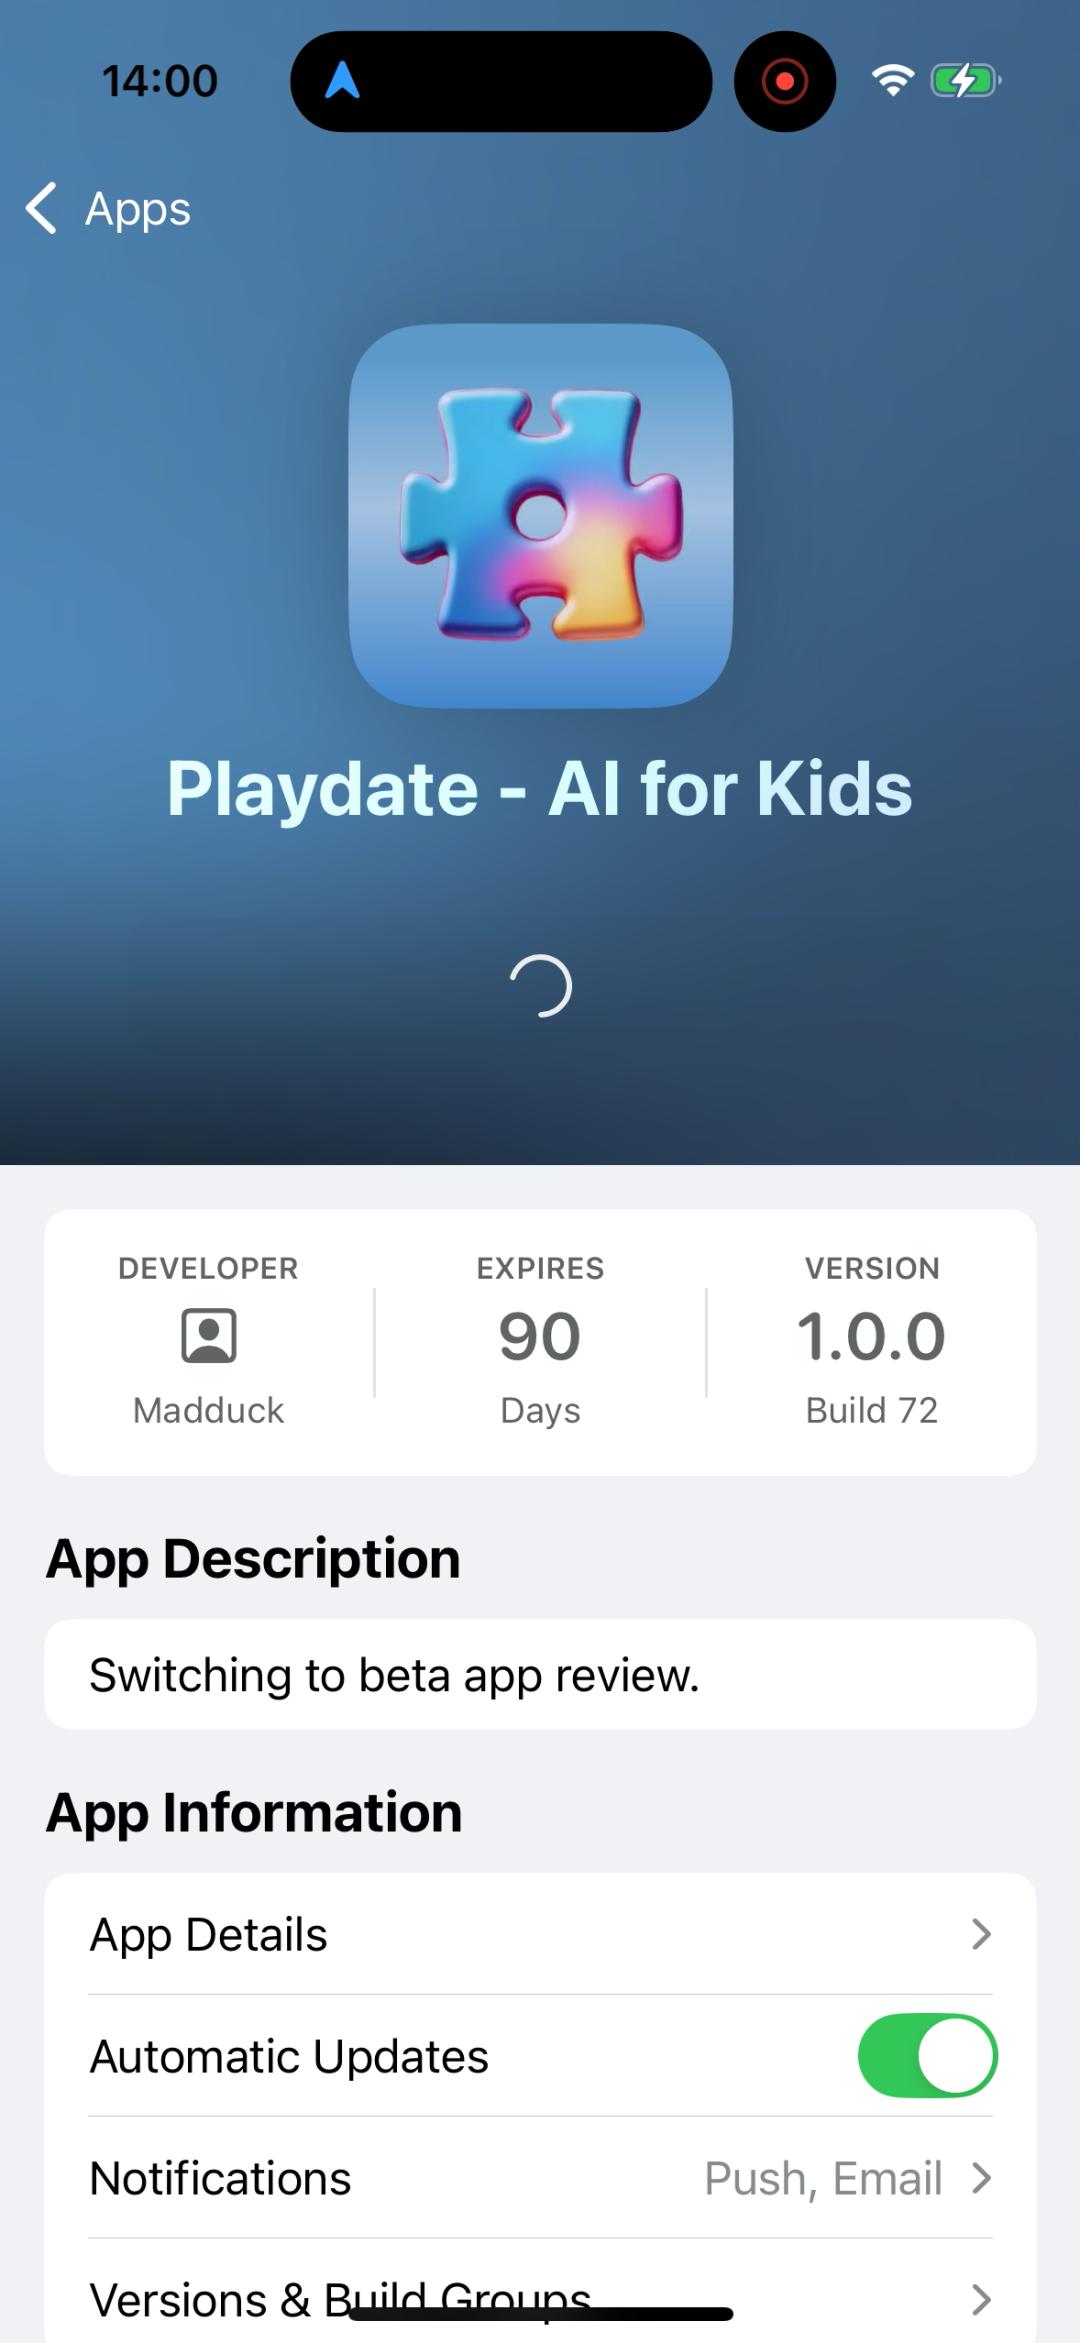 14:00
Apps
Playdate - AI for Kids
DEVELOPER
Madduck
EXPIRES
90
Days
VERSION
1.0.0
Build 72
App Description
Switching to beta app review.
App Information
App Details
Automatic Updates
Notifications
Push, Email
Versions & Build Groups